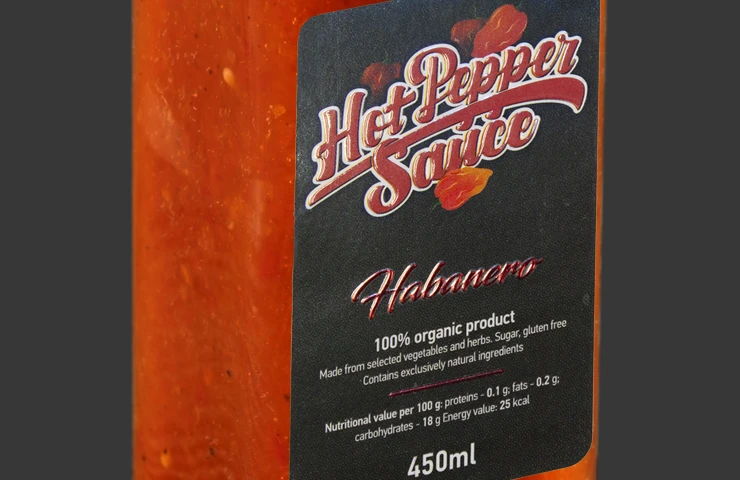 Hot Pepper
Sauce
Habanero
100% organic product
Made from selected vegetables and herbs. Sugar, gluten free
Contains exclusively natural ingredients
Nutritional value per 100 g: proteins - 0.1 g; fats - 0.2 g;
carbohydrates - 18 g Energy value: 25 kcal
450ml